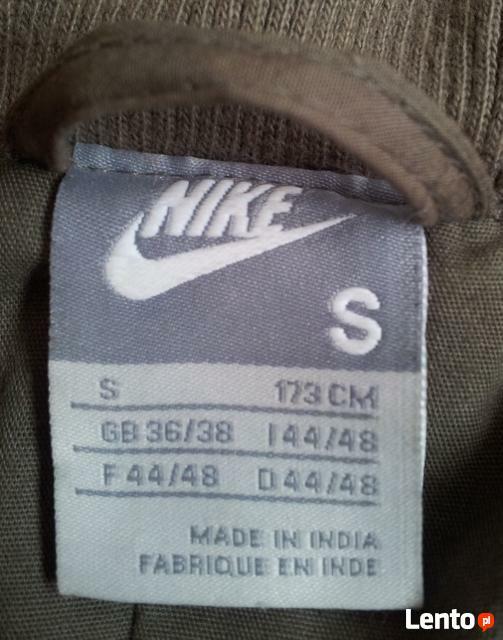 NIKE
S
S 173 CM
GB 36/38 I 44/48
F 44/48 D 44/48
MADE IN INDIA
FABRIQUE EN INDE
Lento pl